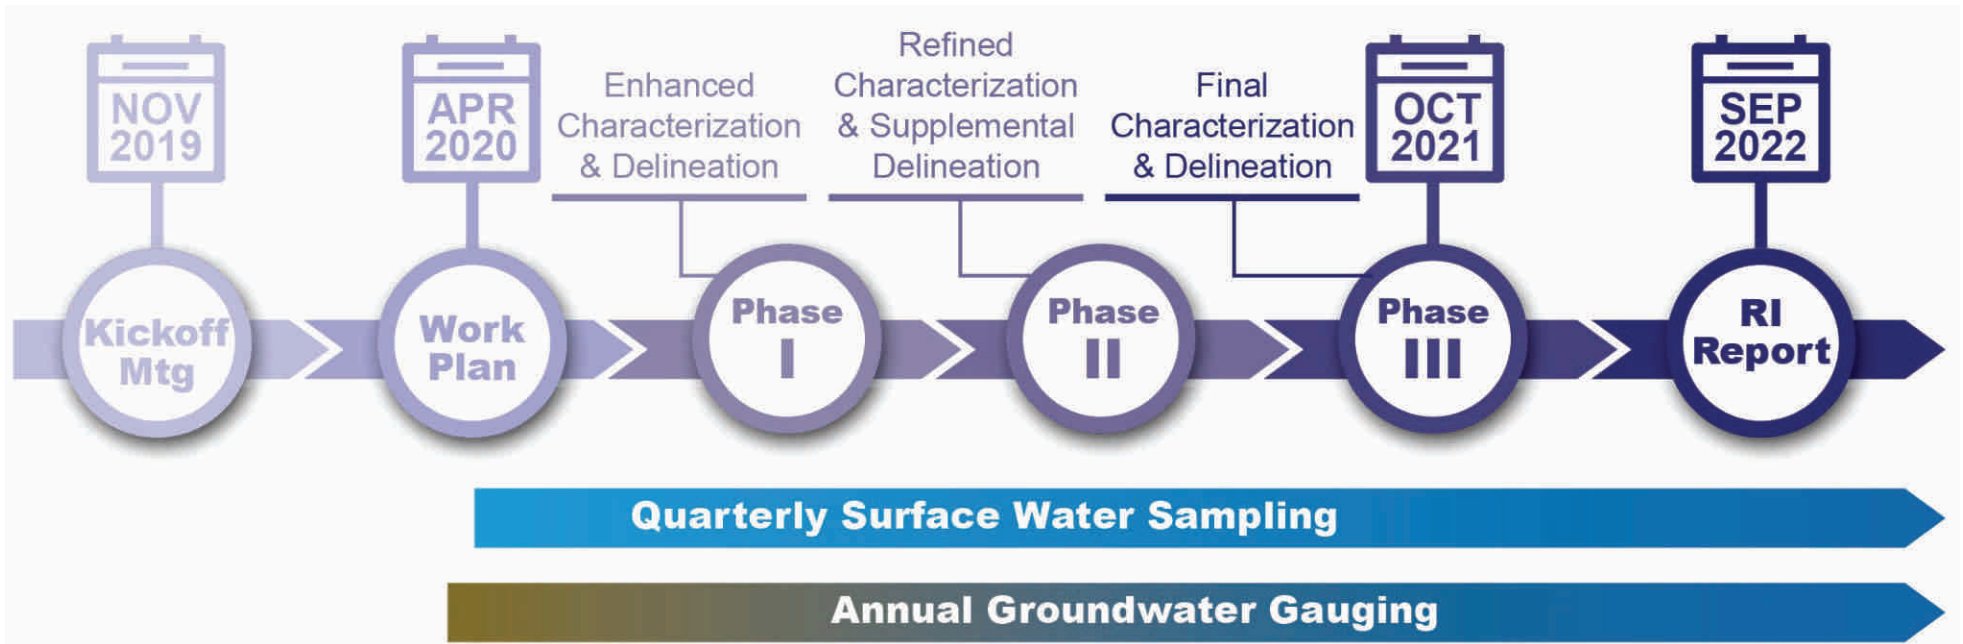 NOV
2019
APR
2020
Enhanced
Characterization
& Delineation
Refined
Characterization
& Supplemental
Delineation
Final
Characterization
& Delineation
OCT
2021
SEP
2022
Kickoff
Mtg
Work
Plan
Phase
I
Phase
II
Phase
III
RI
Report
Quarterly Surface Water Sampling
Annual Groundwater Gauging